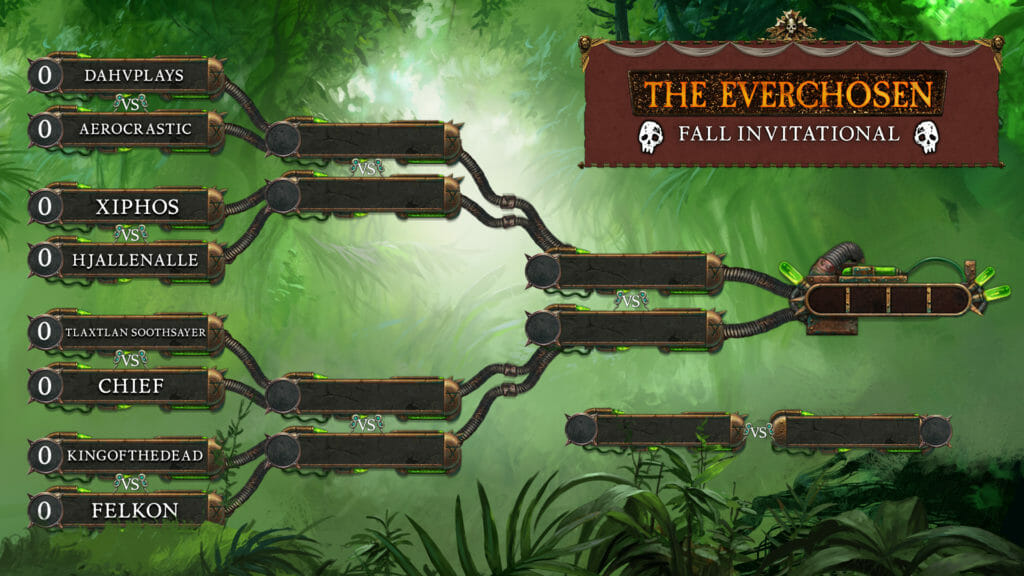 THE EVERCHOSEN
FALL INVITATIONAL
0 DAHVPLAYS
VS
0 AEROCRASTIC
0 XIPHOS
VS
0 HJALLENALLE
0 TLAXTLAN SOOTHSAYER
VS
0 CHIEF
0 KINGOFTHEDEAD
VS
0 FELKON
VS
VS
VS
VS